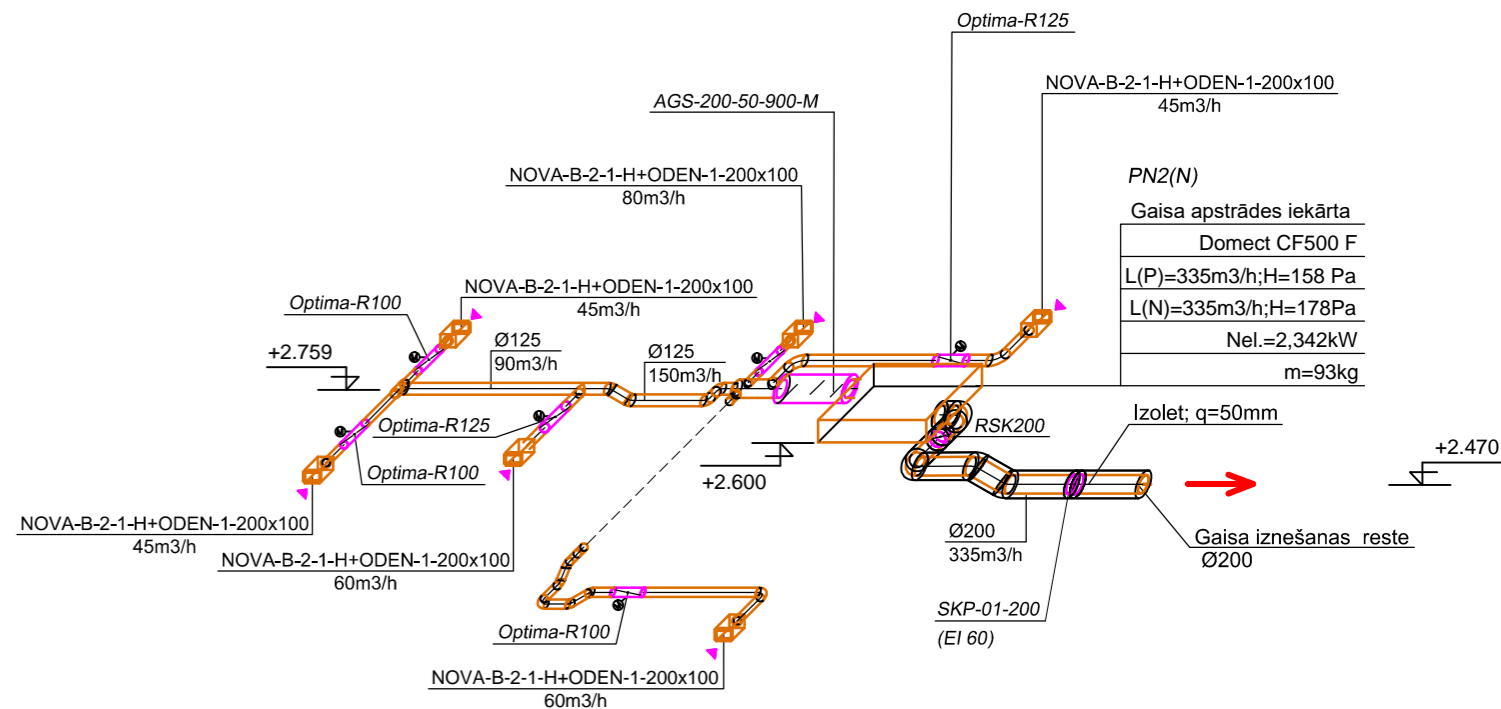 Optima-R125
NOVA-B-2-1-H+ODEN-1-200x100
45m3/h
AGS-200-50-900-M
NOVA-B-2-1-H+ODEN-1-200x100
80m3/h
PN2(N)
Gaisa apstrādes iekārta
Domect CF500 F
L(P)=335m3/h;H=158 Pa
L(N)=335m3/h;H=178Pa
Nel.=2,342kW
m=93kg
NOVA-B-2-1-H+ODEN-1-200x100
45m3/h
Optima-R100
+2.759
Ø125
90m3/h
Ø125
150m3/h
Optima-R125
Optima-R100
RSK200
Izolet; q=50mm
+2.470
+2.600
NOVA-B-2-1-H+ODEN-1-200x100
45m3/h
NOVA-B-2-1-H+ODEN-1-200x100
60m3/h
Ø200
335m3/h
Gaisa iznešanas reste
Ø200
SKP-01-200
(EI 60)
Optima-R100
NOVA-B-2-1-H+ODEN-1-200x100
60m3/h